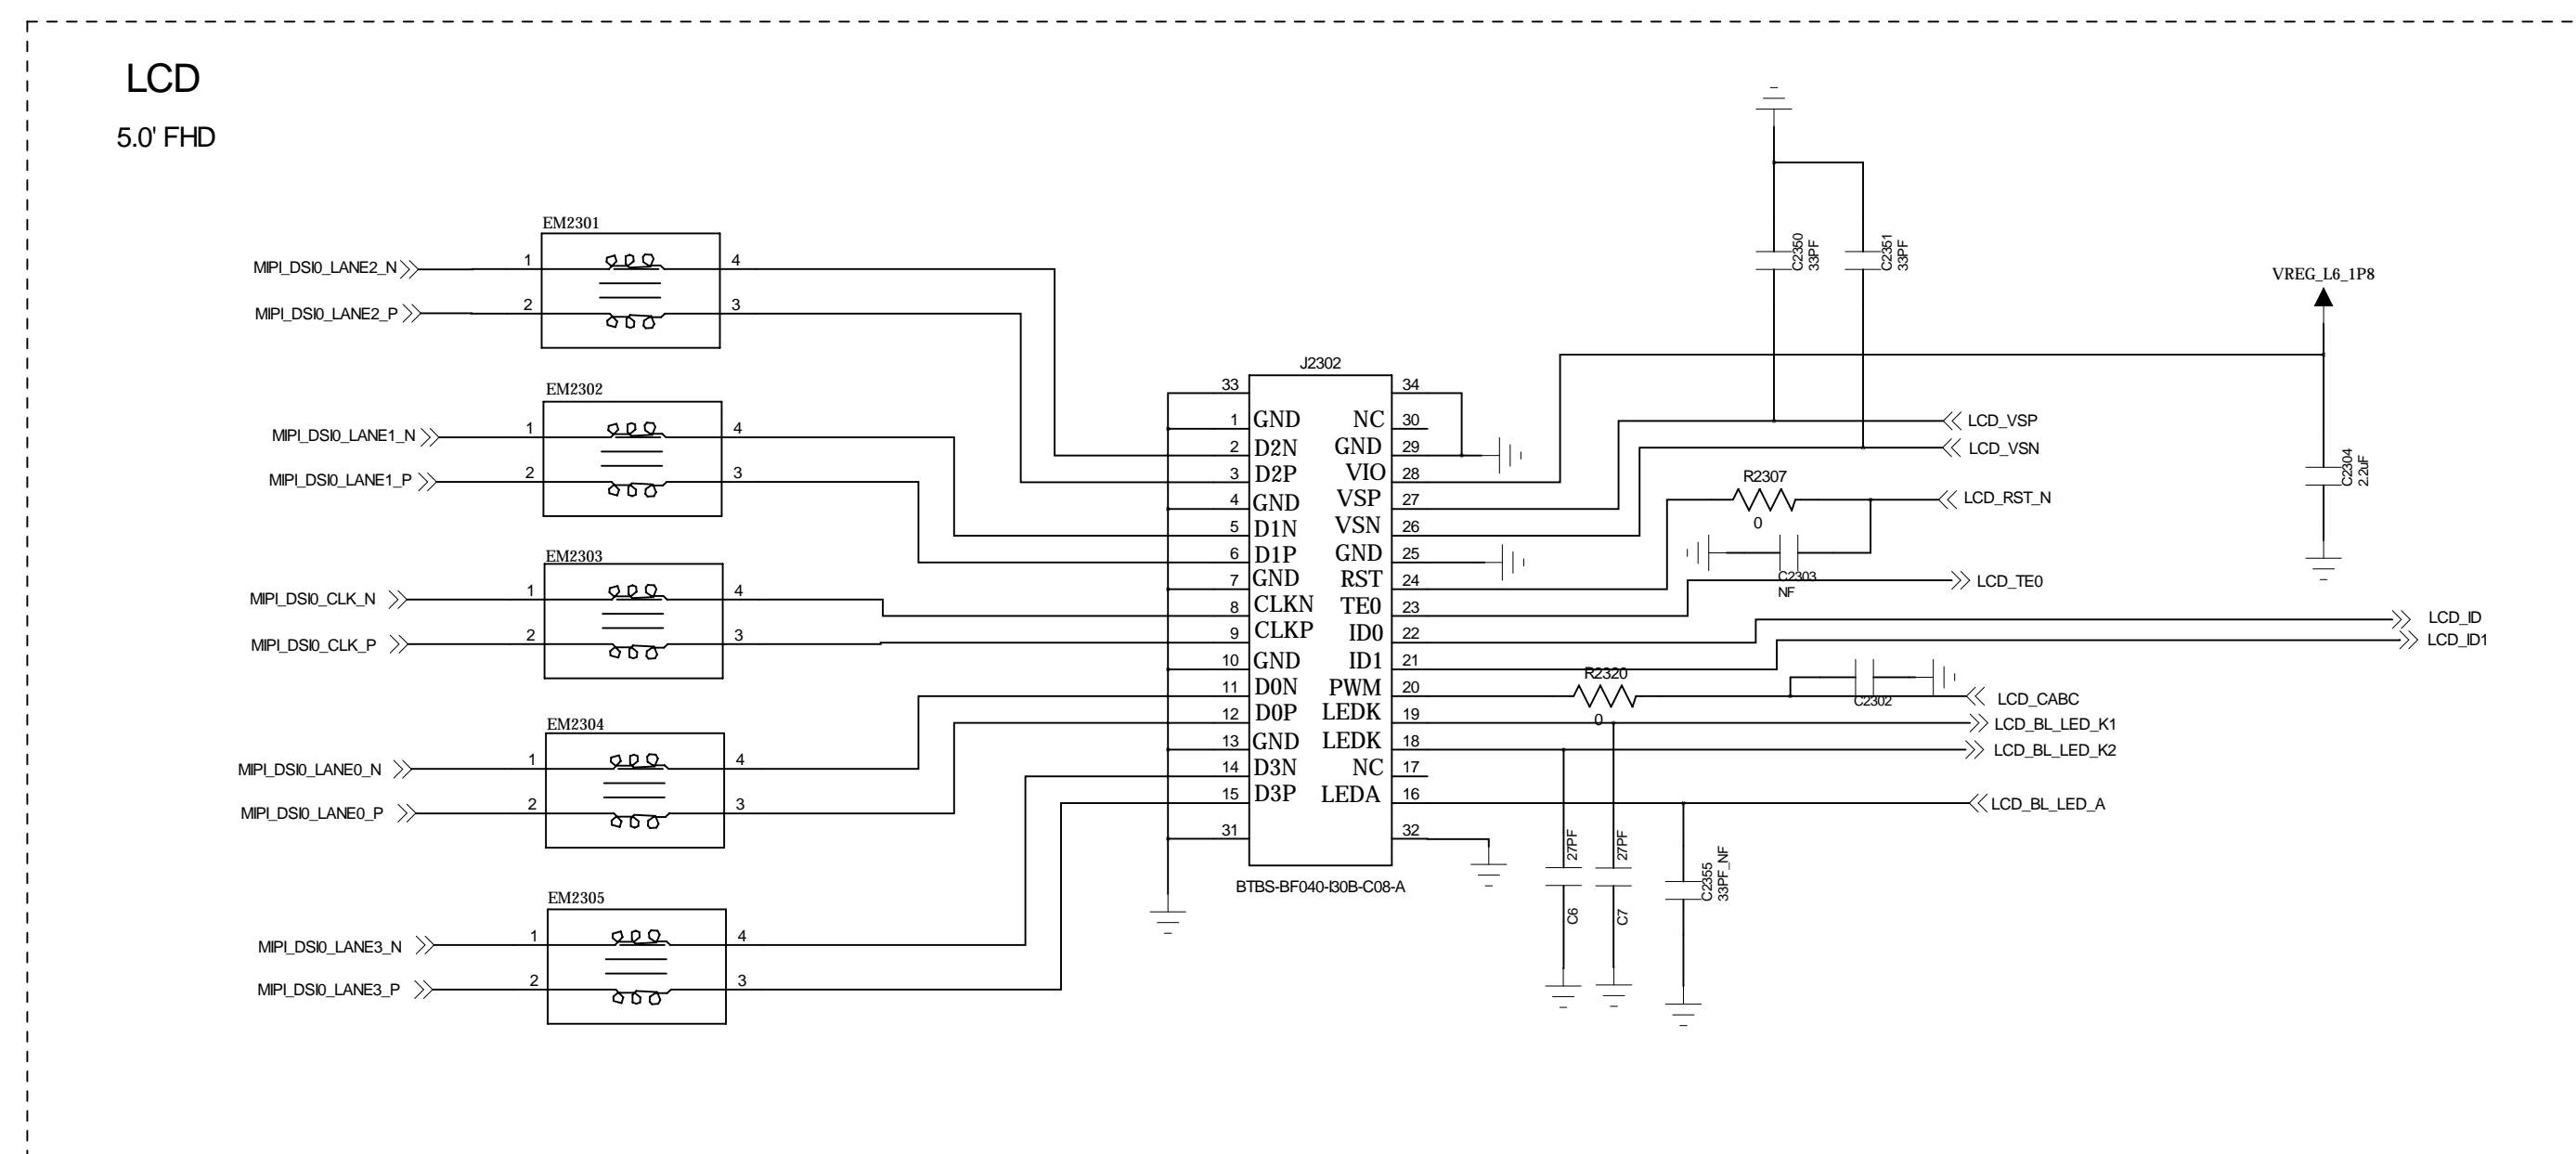 LCD
5.0' FHD
EM2301
MIPI_DSI0_LANE2_N 1 4
MIPI_DSI0_LANE2_P 2 3
EM2302
MIPI_DSI0_LANE1_N 1 4
MIPI_DSI0_LANE1_P 2 3
EM2303
MIPI_DSI0_CLK_N 1 4
MIPI_DSI0_CLK_P 2 3
EM2304
MIPI_DSI0_LANE0_N 1 4
MIPI_DSI0_LANE0_P 2 3
EM2305
MIPI_DSI0_LANE3_N 1 4
MIPI_DSI0_LANE3_P 2 3
J2302
33 34
1 GND NC 30
2 D2N GND 29
3 D2P VIO 28
4 GND VSP 27
5 D1N VSN 26
6 D1P GND 25
7 GND RST 24
8 CLKN TE0 23
9 CLKP ID0 22
10 GND ID1 21
11 D0N PWM 20
12 D0P LEDK 19
13 GND LEDK 18
14 D3N NC 17
15 D3P LEDA 16
31 32
BTBS-BF040-I30B-C08-A
C2350
33PF
C2351
33PF
VREG_L6_1P8
LCD_VSP
LCD_VSN
C2304
2.2uF
R2307
0
LCD_RST_N
C2303
NF
LCD_TE0
LCD_ID
LCD_ID1
R2320
0
C2302
LCD_CABC
LCD_BL_LED_K1
LCD_BL_LED_K2
LCD_BL_LED_A
27PF
C6
27PF
C7
C2355
33PF_NF